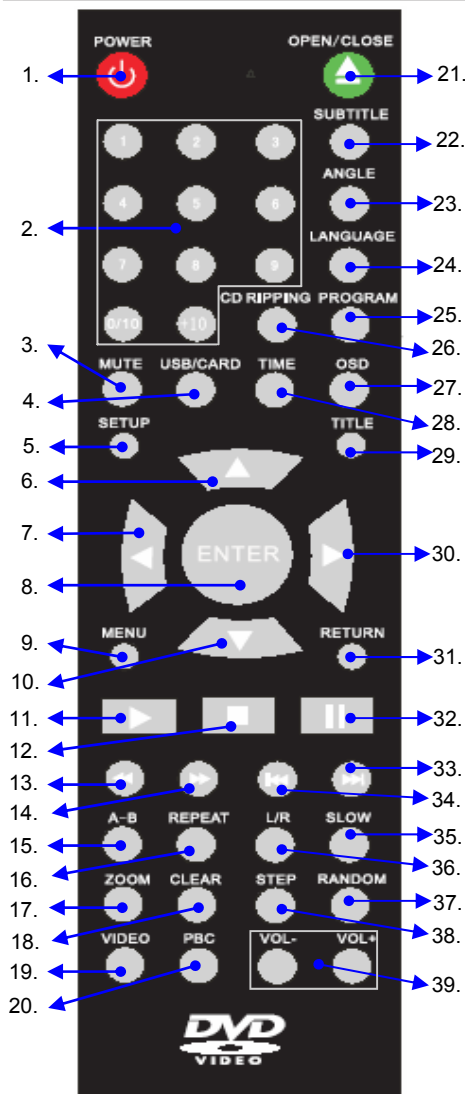 POWER OPEN/CLOSE
1. 21.
SUBTITLE
1 2 3 22.
ANGLE
4 5 6 23.
2.
LANGUAGE
7 8 9 24.
CD RIPPING PROGRAM
0/10 +10 25.
26.
3.
MUTE USB/CARD TIME OSD
4. 27.
28.
SETUP TITLE
5. 29.
6.
7.
ENTER 30.
8.
MENU RETURN
9. 31.
10.
11. 32.
12.
13. 33.
14. 34.
A-B REPEAT L/R SLOW
15. 35.
16. 36.
ZOOM CLEAR STEP RANDOM
17. 37.
18. 38.
VIDEO PBC VOL- VOL+
19. 39.
20.
DVD
VIDEO